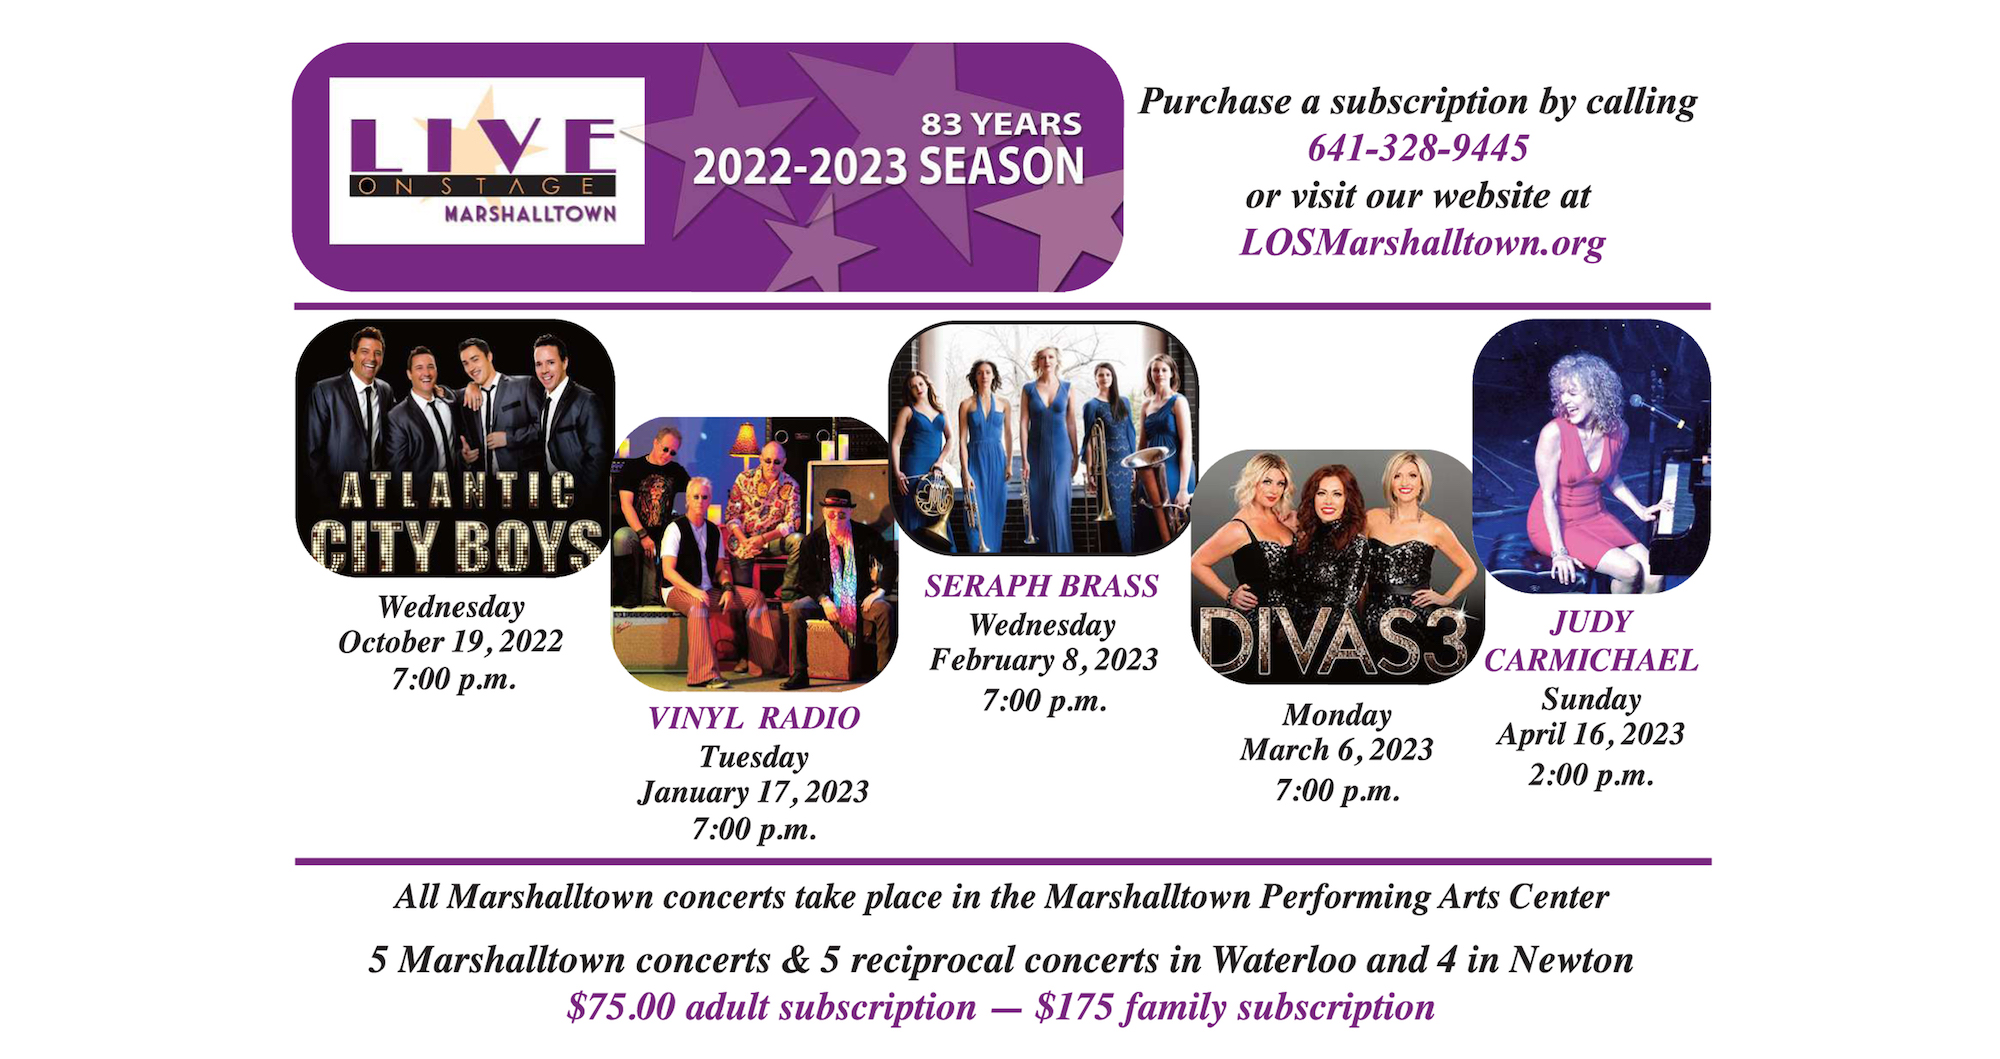 LIVE
ON STAGE
MARSHALLTOWN
83 YEARS
2022-2023 SEASON
Purchase a subscription by calling
641-328-9445
or visit our website at
LOSMarshalltown.org
ATLANTIC
CITY BOYS
Wednesday
October 19, 2022
7:00 p.m.
VINYL RADIO
Tuesday
January 17, 2023
7:00 p.m.
SERAPH BRASS
Wednesday
February 8, 2023
7:00 p.m.
DIVAS3
Monday
March 6, 2023
7:00 p.m.
JUDY
CARMICHAEL
Sunday
April 16, 2023
2:00 p.m.
All Marshalltown concerts take place in the Marshalltown Performing Arts Center
5 Marshalltown concerts & 5 reciprocal concerts in Waterloo and 4 in Newton
$75.00 adult subscription — $175 family subscription